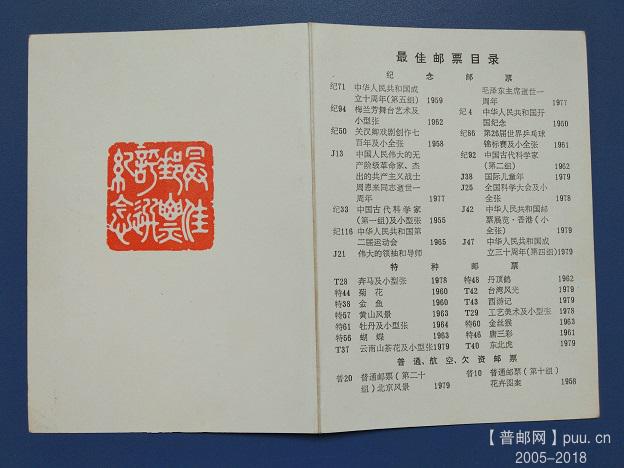 最佳
郵票
評選
紀念
最佳邮票目录
纪念邮票
纪71 中华人民共和国成
立十周年(第五组) 1959
纪94 梅兰芳舞台艺术及
小型张 1962
纪50 关汉卿戏剧创作七
百年及小全张 1958
J13 中国人民伟大的无
产阶级革命家、杰
出的共产主义战士
周恩来同志逝世一
周年 1977
纪33 中国古代科学家
(第一组)及小型张 1955
纪116 中华人民共和国第
二届运动会 1965
J21 伟大的领袖和导师
毛泽东主席逝世一
周年 1977
纪4 中华人民共和国开
国纪念 1950
纪86 第26届世界乒乓球
锦标赛及小全张 1961
纪92 中国古代科学家
(第二组) 1962
J38 国际儿童年 1979
J25 全国科学大会及小
全张 1978
J42 中华人民共和国邮
票展览·香港(小
全张) 1979
J47 中华人民共和国成
立三十周年(第四组)1979
特种邮票
T28 奔马及小型张 1978
特44 菊花 1960
特38 金鱼 1960
特57 黄山风景 1963
特61 牡丹及小型张 1964
特56 蝴蝶 1963
T37 云南山茶花及小型张1979
特48 丹顶鹤 1962
T42 台湾风光 1979
T43 西游记 1979
T29 工艺美术及小型张 1978
特60 金丝猴 1963
特46 唐三彩 1961
T40 东北虎 1979
普通、航空、欠资邮票
普20 普通邮票(第二十
组)北京风景 1979
普10 普通邮票(第十组)
花卉图案 1958
【普邮网】puu.cn
2005-2018